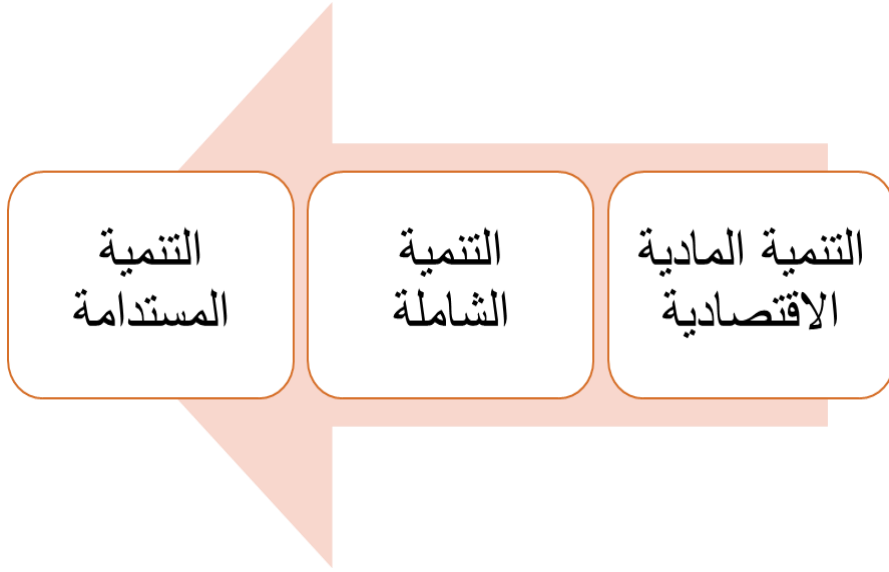 التنمية المادية
الاقتصادية
التنمية
الشاملة
التنمية
المستدامة